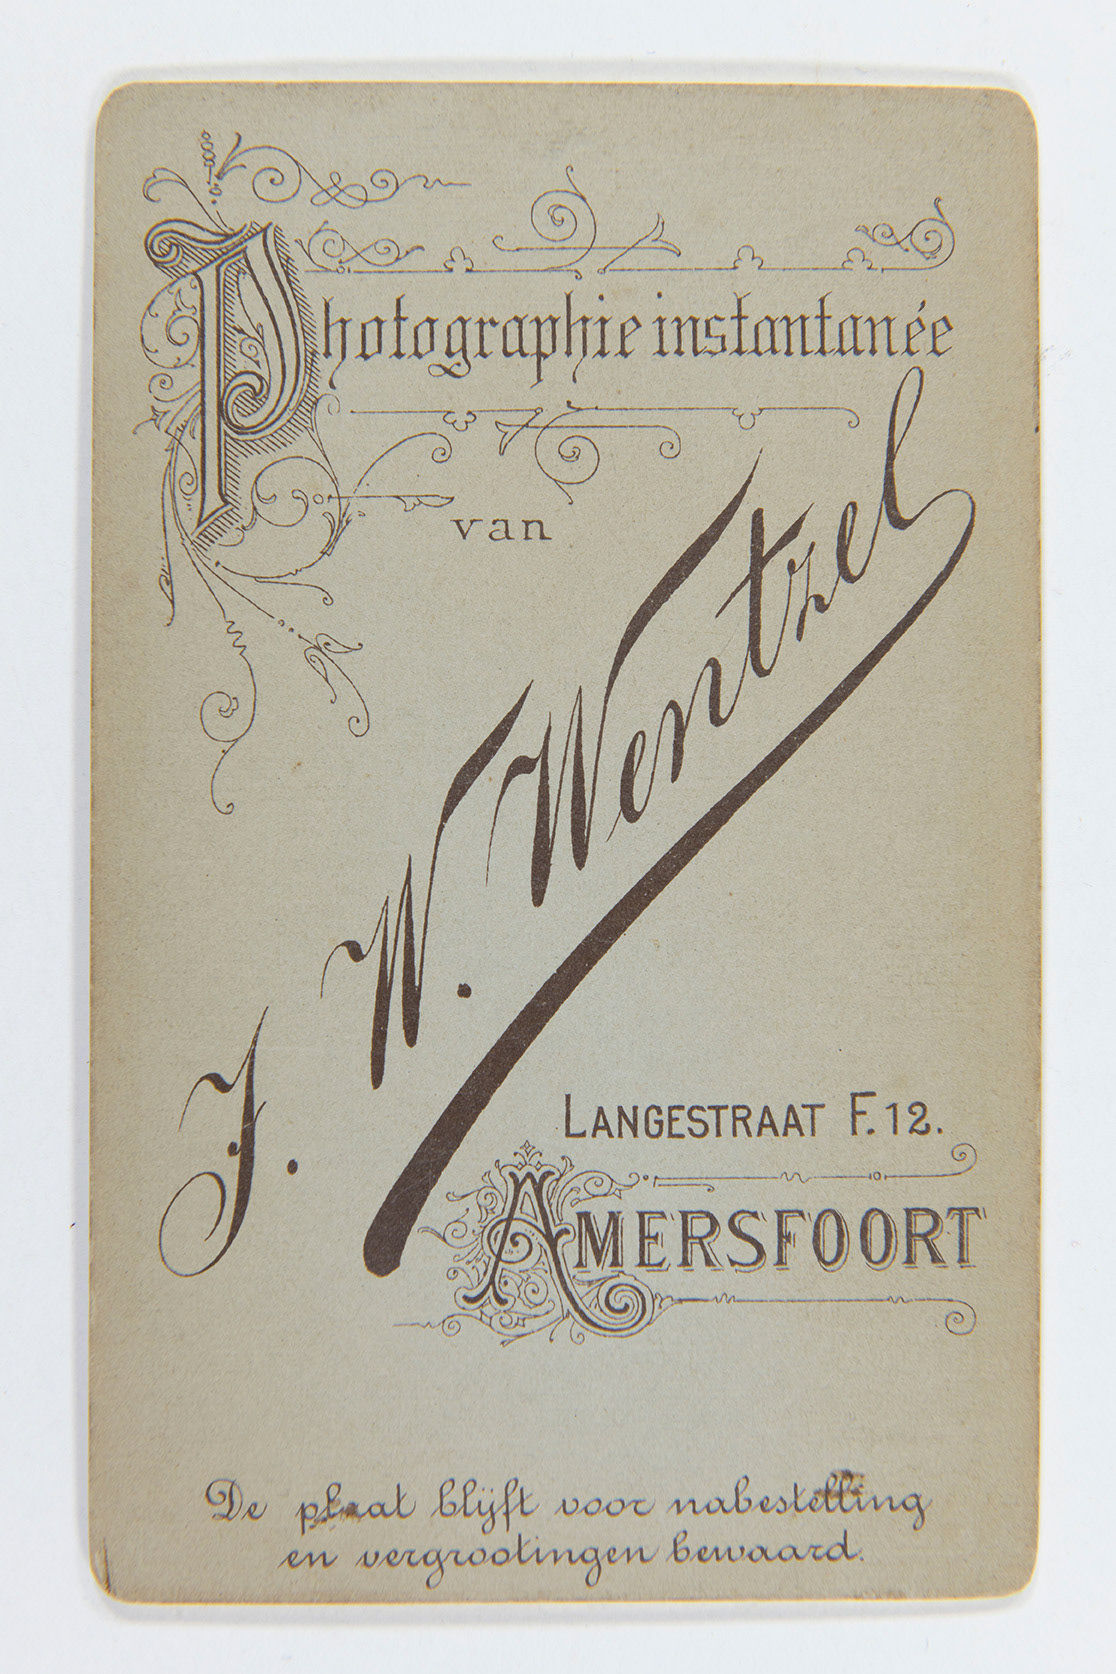 Photographie instantanée
van
J. W. Wentzel
LANGESTRAAT F. 12.
AMERSFOORT
De plaat blijft voor nabestelling
en vergrootingen bewaard.